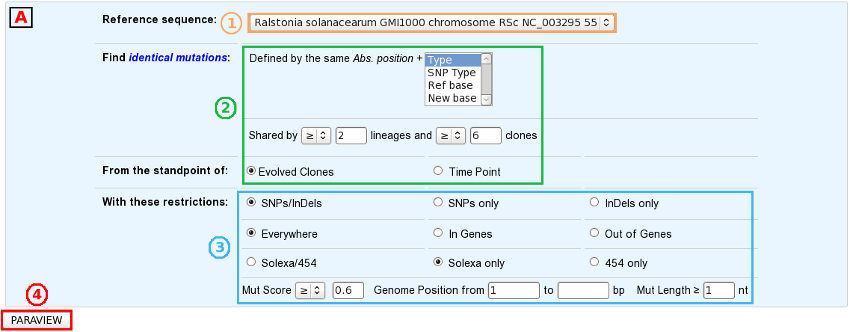 A
Reference sequence: 1 Ralstonia solanacearum GMI1000 chromosome RSc NC_003295 55
Find identical mutations: Defined by the same Abs. position + Type
SNP Type
Ref base
New base
2
Shared by ≥ 2 lineages and ≥ 6 clones
From the standpoint of: Evolved Clones Time Point
With these restrictions: SNPs/InDels SNPs only InDels only
3
Everywhere In Genes Out of Genes
Solexa/454 Solexa only 454 only
Mut Score ≥ 0.6 Genome Position from 1 to bp Mut Length ≥ 1 nt
4
PARAVIEW